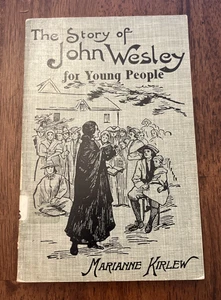 The Story of
John Wesley
for Young People
MARIANNE KIRLEW